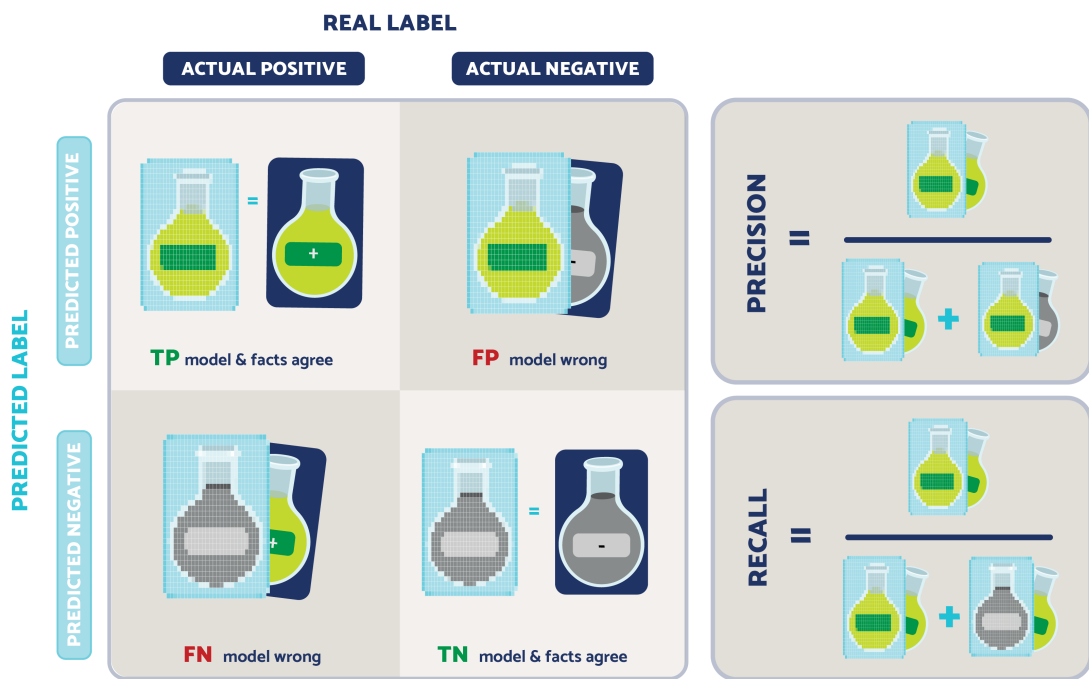 REAL LABEL
ACTUAL POSITIVE
ACTUAL NEGATIVE
PREDICTED LABEL
PREDICTED POSITIVE
=
+
-
TP model & facts agree
FP model wrong
PREDICTED NEGATIVE
+
=
-
FN model wrong
TN model & facts agree
PRECISION
=
+
RECALL
=
+